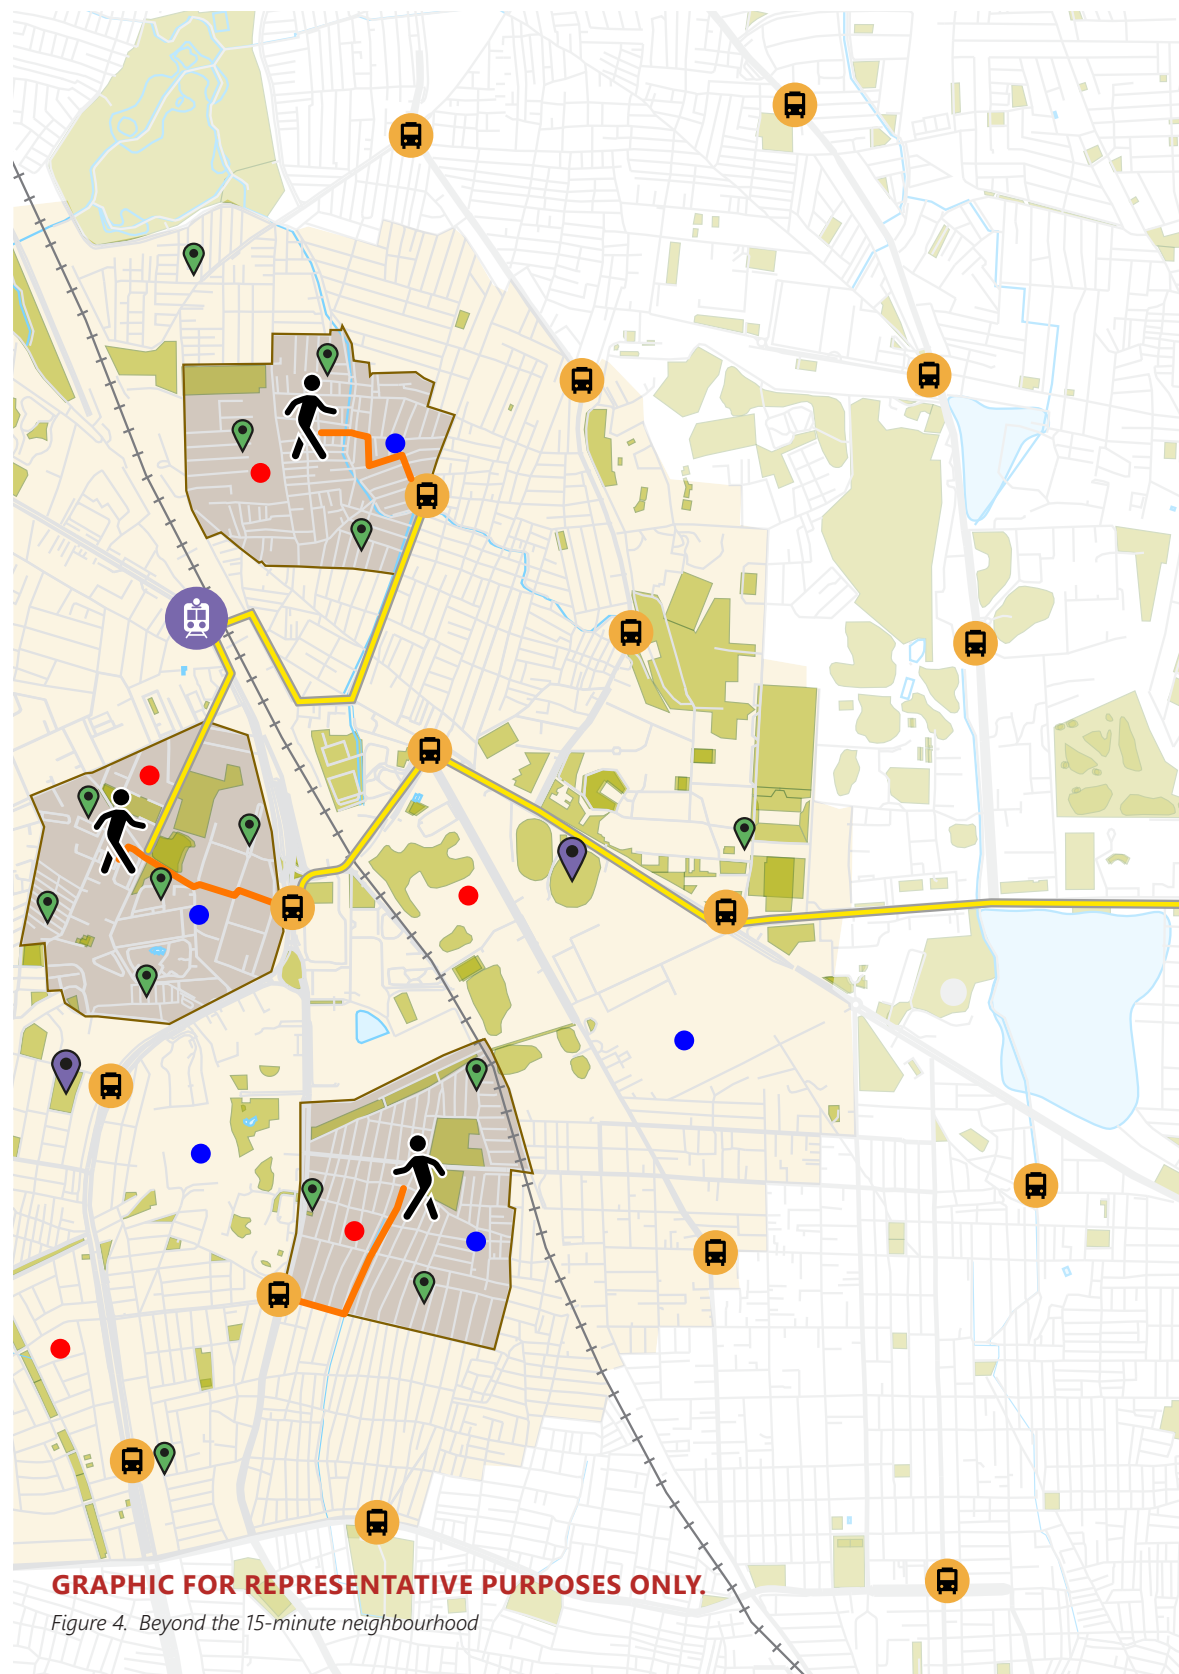 GRAPHIC FOR REPRESENTATIVE PURPOSES ONLY.
Figure 4.  Beyond the 15-minute neighbourhood